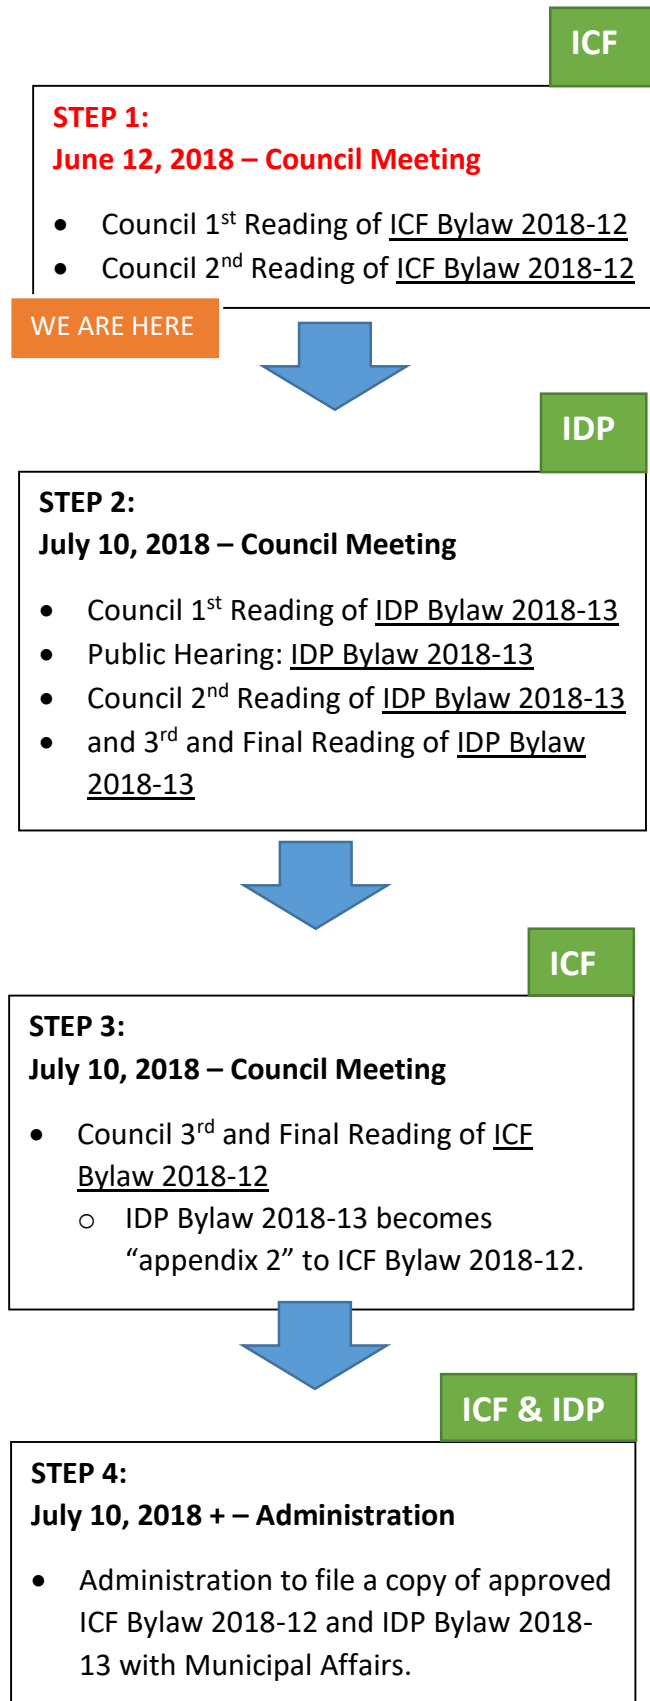 ICF
STEP 1:
June 12, 2018 – Council Meeting
• Council 1st Reading of ICF Bylaw 2018-12
• Council 2nd Reading of ICF Bylaw 2018-12
WE ARE HERE
IDP
STEP 2:
July 10, 2018 – Council Meeting
• Council 1st Reading of IDP Bylaw 2018-13
• Public Hearing: IDP Bylaw 2018-13
• Council 2nd Reading of IDP Bylaw 2018-13
• and 3rd and Final Reading of IDP Bylaw
2018-13
ICF
STEP 3:
July 10, 2018 – Council Meeting
• Council 3rd and Final Reading of ICF
Bylaw 2018-12
o IDP Bylaw 2018-13 becomes
“appendix 2” to ICF Bylaw 2018-12.
ICF & IDP
STEP 4:
July 10, 2018 + – Administration
• Administration to file a copy of approved
ICF Bylaw 2018-12 and IDP Bylaw 2018-
13 with Municipal Affairs.